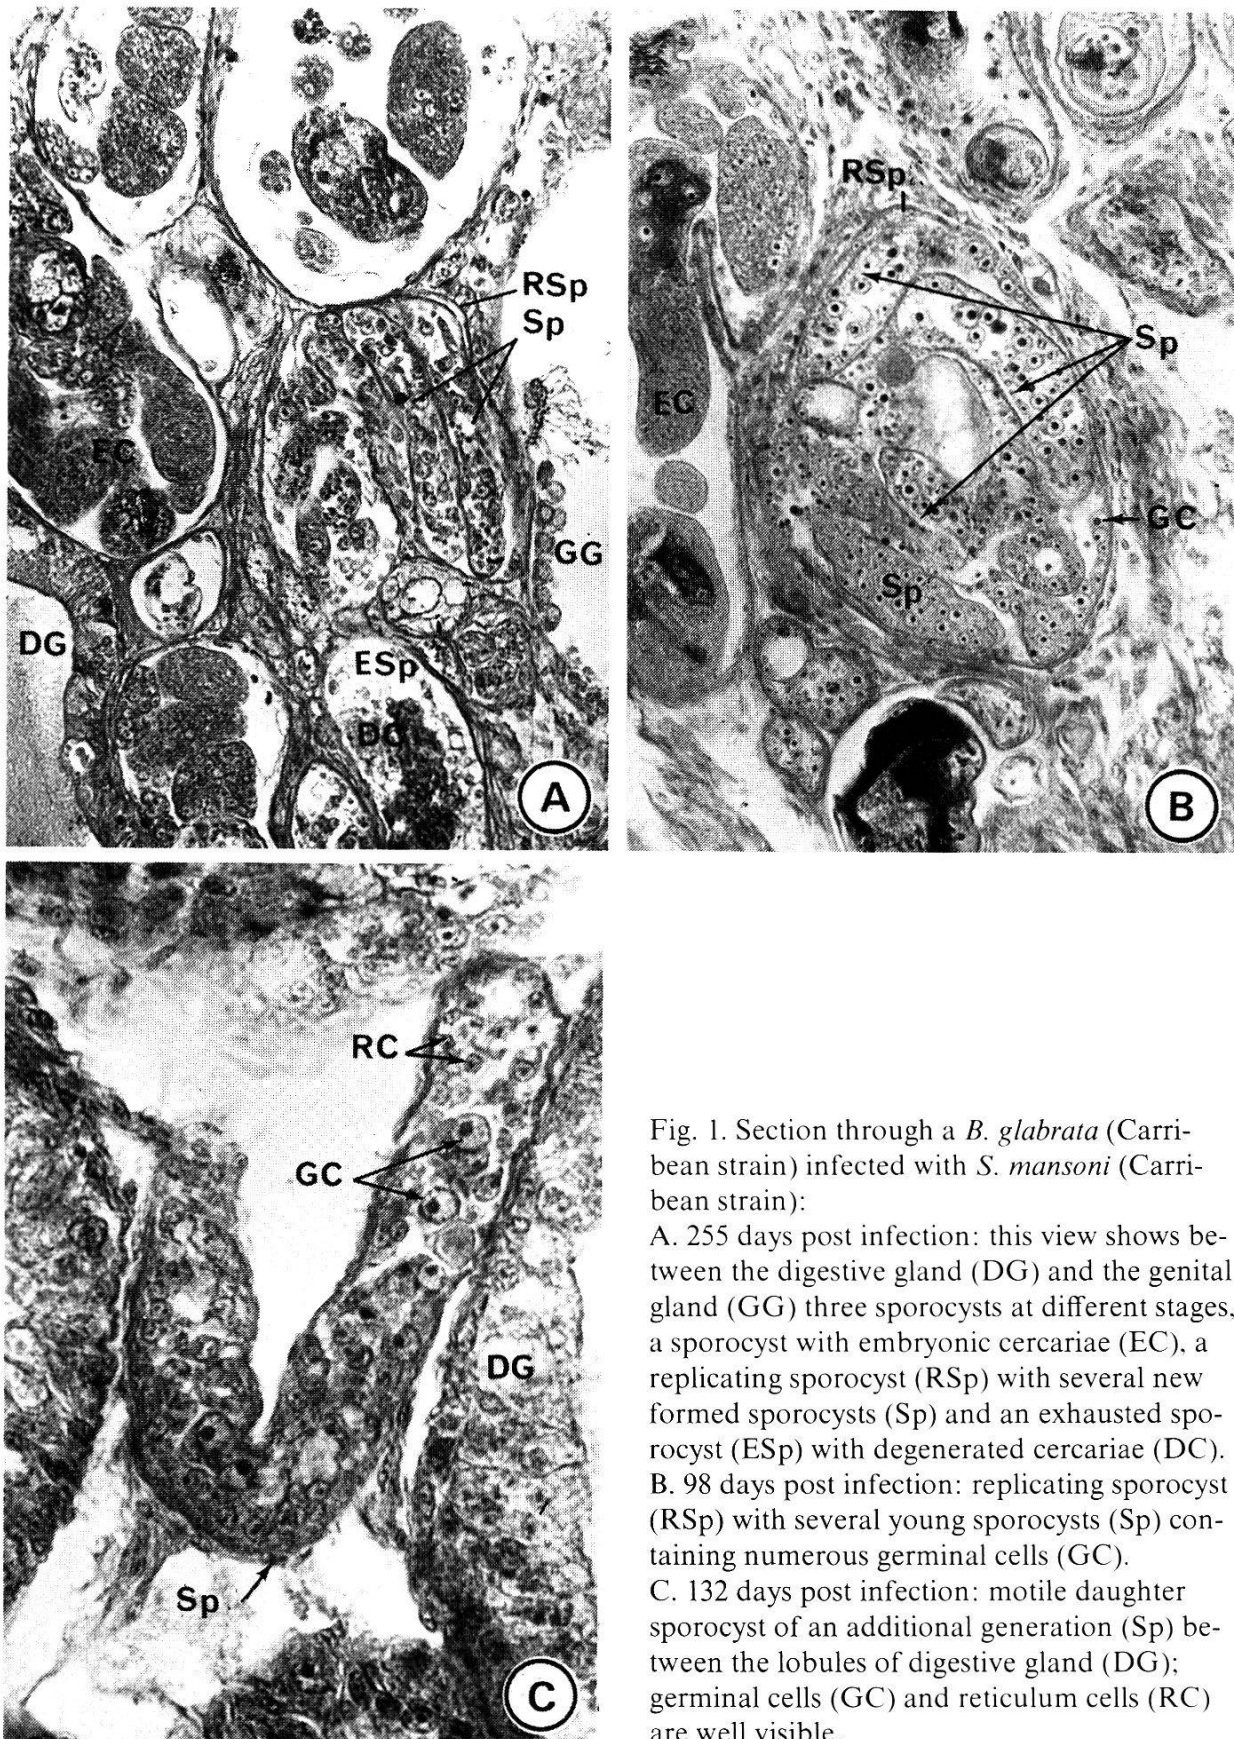 RSp
Sp
EC
GG
DG
ESp
DC
A
RSp
Sp
EC
GC
Sp
B
RC
GC
DG
Sp
C
Fig. 1. Section through a B. glabrata (Carri-
bean strain) infected with S. mansoni (Carri-
bean strain):
A. 255 days post infection: this view shows be-
tween the digestive gland (DG) and the genital
gland (GG) three sporocysts at different stages,
a sporocyst with embryonic cercariae (EC), a
replicating sporocyst (RSp) with several new
formed sporocysts (Sp) and an exhausted spo-
rocyst (ESp) with degenerated cercariae (DC).
B. 98 days post infection: replicating sporocyst
(RSp) with several young sporocysts (Sp) con-
taining numerous germinal cells (GC).
C. 132 days post infection: motile daughter
sporocyst of an additional generation (Sp) be-
tween the lobules of digestive gland (DG);
germinal cells (GC) and reticulum cells (RC)
are well visible.